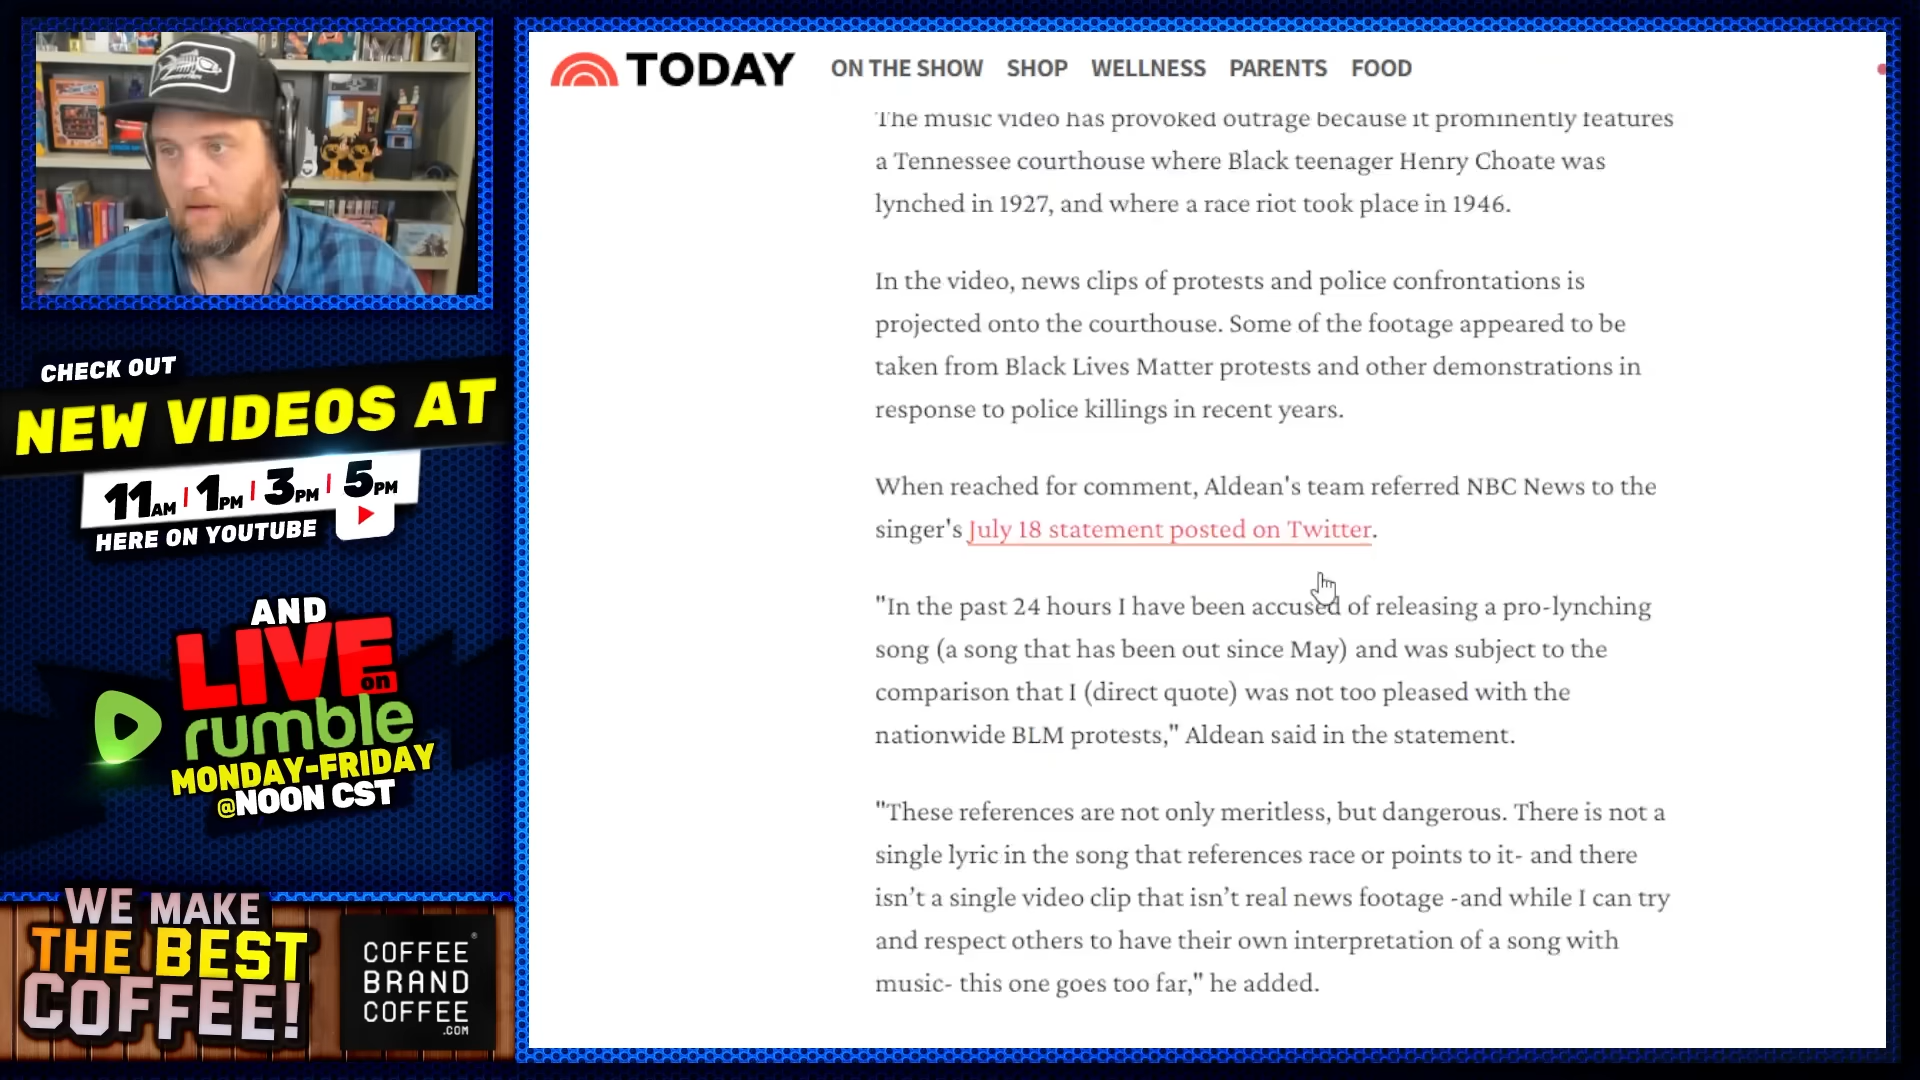 TODAY
ON THE SHOW SHOP WELLNESS PARENTS FOOD
The music video has provoked outrage because it prominently features
a Tennessee courthouse where Black teenager Henry Choate was
lynched in 1927, and where a race riot took place in 1946.
In the video, news clips of protests and police confrontations is
projected onto the courthouse. Some of the footage appeared to be
taken from Black Lives Matter protests and other demonstrations in
response to police killings in recent years.
When reached for comment, Aldean's team referred NBC News to the
singer's July 18 statement posted on Twitter.
"In the past 24 hours I have been accused of releasing a pro-lynching
song (a song that has been out since May) and was subject to the
comparison that I (direct quote) was not too pleased with the
nationwide BLM protests," Aldean said in the statement.
"These references are not only meritless, but dangerous. There is not a
single lyric in the song that references race or points to it- and there
isn’t a single video clip that isn’t real news footage -and while I can try
and respect others to have their own interpretation of a song with
music- this one goes too far," he added.
CHECK OUT
NEW VIDEOS AT
11AM | 1PM | 3PM | 5PM
HERE ON YOUTUBE
AND
LIVE on
rumble
MONDAY-FRIDAY
@NOON CST
WE MAKE
THE BEST
COFFEE!
COFFEE
BRAND
COFFEE
.COM